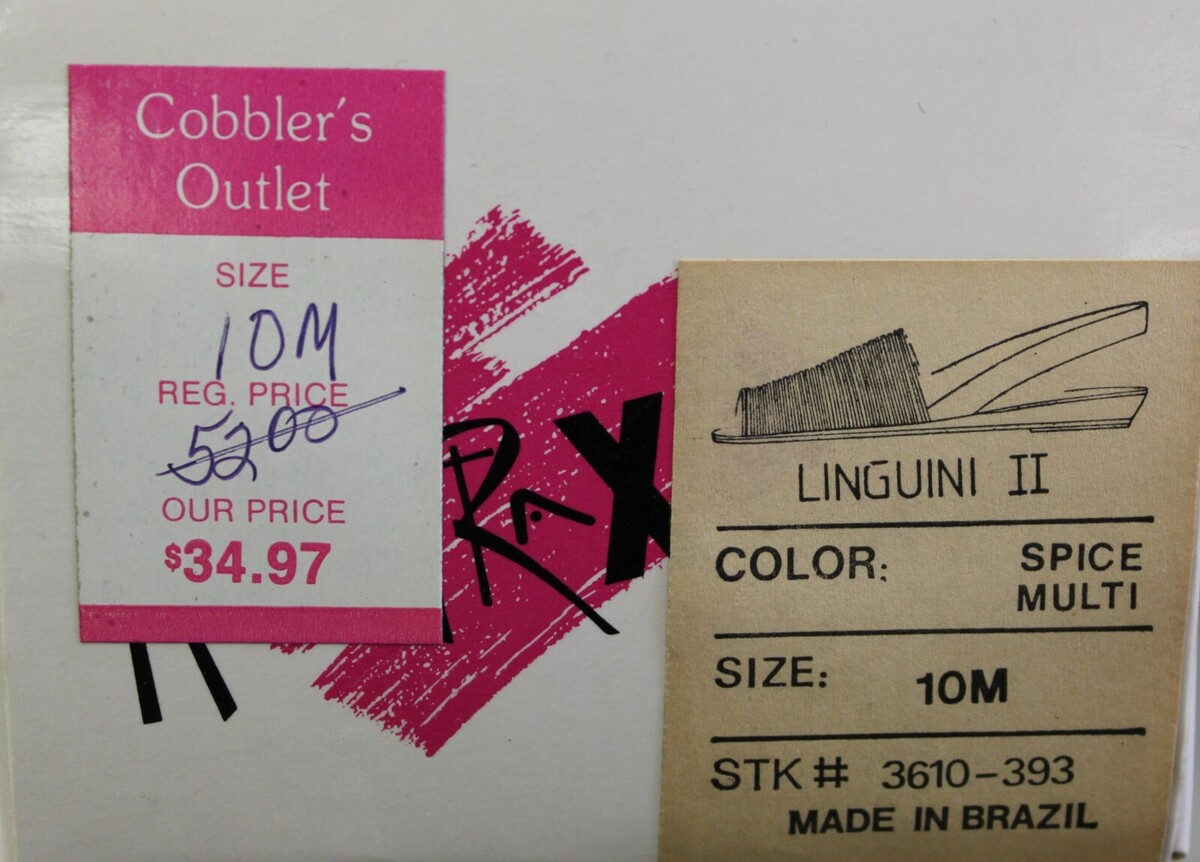 Cobbler's
Outlet
SIZE
10M
REG. PRICE
5200
OUR PRICE
$34.97
LINGUINI II
COLOR: SPICE
MULTI
SIZE: 10M
STK # 3610-393
MADE IN BRAZIL